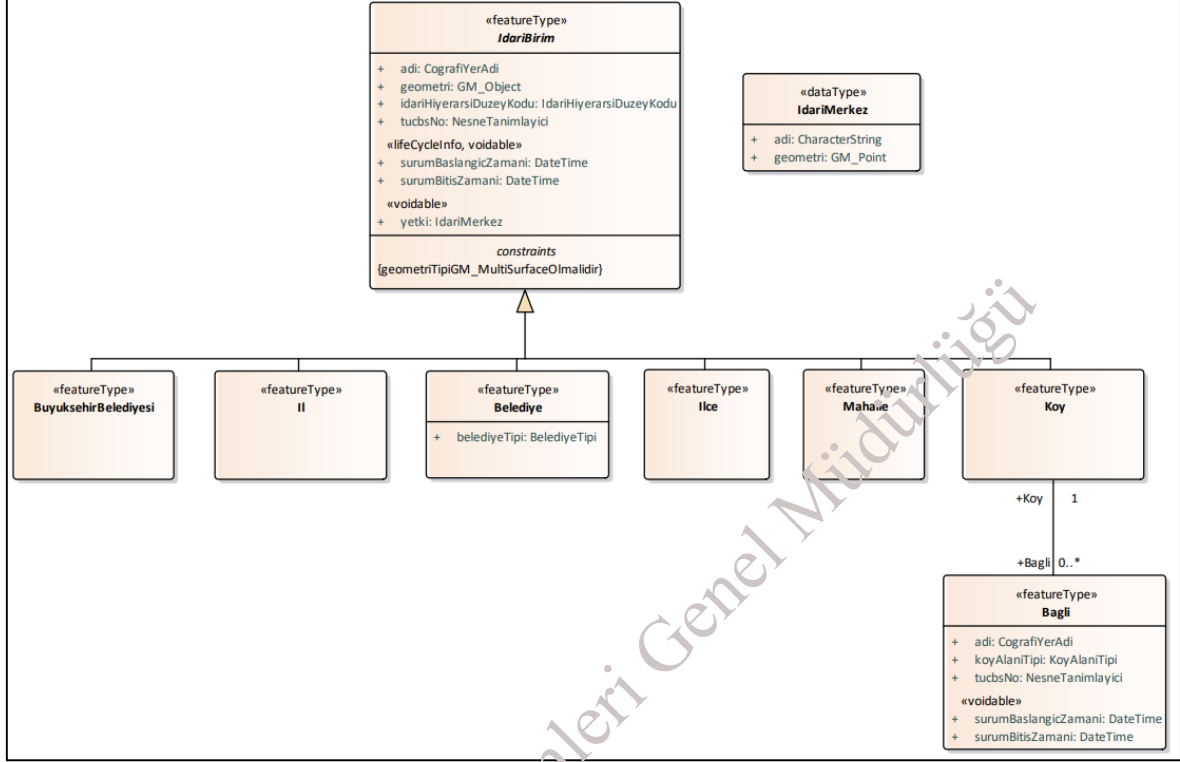 «featureType»
IdariBirim
+ adi: CografiYerAdi
+ geometri: GM_Object
+ idariHiyerarsiDuzeyKodu: IdariHiyerarsiDuzeyKodu
+ tucbsNo: NesneTanimlayici
«lifeCycleInfo, voidable»
+ surumBaslangicZamani: DateTime
+ surumBitisZamani: DateTime
«voidable»
+ yetki: IdariMerkez
constraints
{geometriTipiGM_MultiSurfaceOlmalidir}
«dataType»
IdariMerkez
+ adi: CharacterString
+ geometri: GM_Point
«featureType»
BuyuksehirBelediyesi
«featureType»
Il
«featureType»
Belediye
+ belediyeTipi: BelediyeTipi
«featureType»
Ilce
«featureType»
Mahalle
«featureType»
Koy
+Koy 1
+Bagli 0..*
«featureType»
Bagli
+ adi: CografiYerAdi
+ koyAlaniTipi: KoyAlaniTipi
+ tucbsNo: NesneTanimlayici
«voidable»
+ surumBaslangicZamani: DateTime
+ surumBitisZamani: DateTime
Genel Müdürlüğü